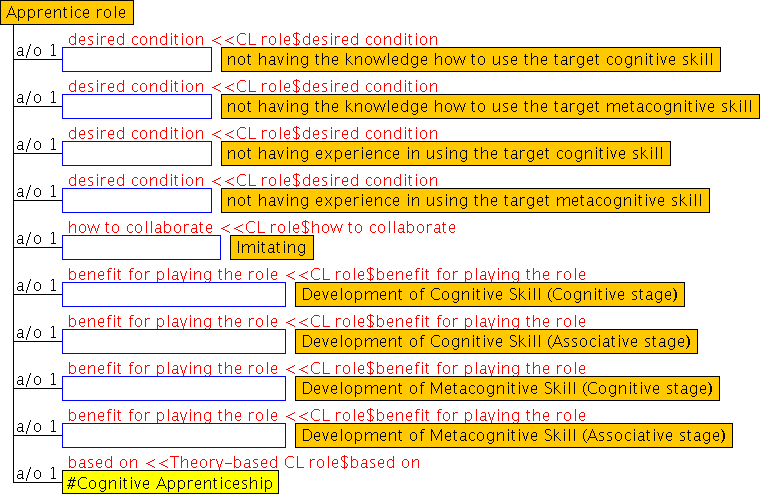 Apprentice role
desired condition <<CL role$desired condition
a/o 1
not having the knowledge how to use the target cognitive skill
desired condition <<CL role$desired condition
a/o 1
not having the knowledge how to use the target metacognitive skill
desired condition <<CL role$desired condition
a/o 1
not having experience in using the target cognitive skill
desired condition <<CL role$desired condition
a/o 1
not having experience in using the target metacognitive skill
how to collaborate <<CL role$how to collaborate
a/o 1
Imitating
benefit for playing the role <<CL role$benefit for playing the role
a/o 1
Development of Cognitive Skill (Cognitive stage)
benefit for playing the role <<CL role$benefit for playing the role
a/o 1
Development of Cognitive Skill (Associative stage)
benefit for playing the role <<CL role$benefit for playing the role
a/o 1
Development of Metacognitive Skill (Cognitive stage)
benefit for playing the role <<CL role$benefit for playing the role
a/o 1
Development of Metacognitive Skill (Associative stage)
based on <<Theory-based CL role$based on
a/o 1
#Cognitive Apprenticeship